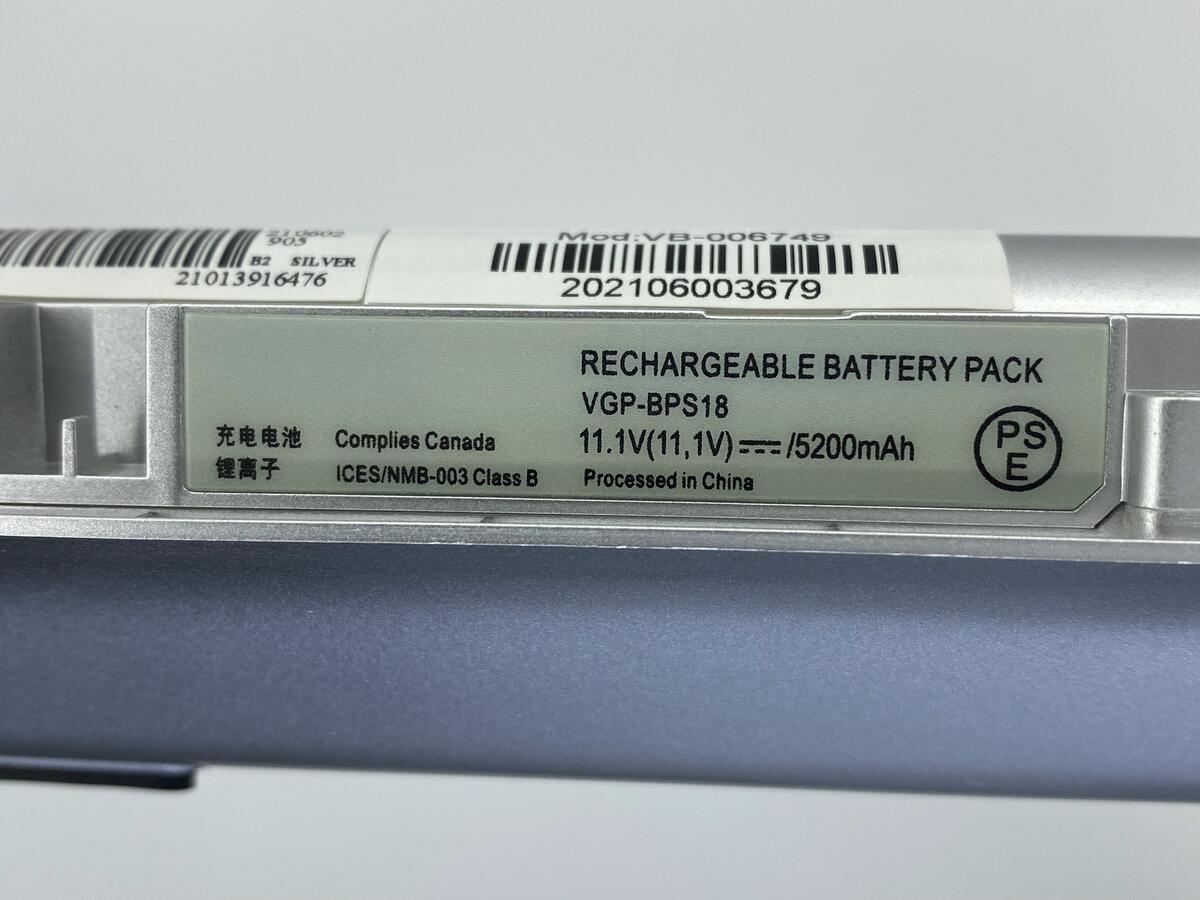 210602
905
B2 SILVER
21013916476
Mod:VB-006749
202106003679
RECHARGEABLE BATTERY PACK
VGP-BPS18
充电电池 Complies Canada 11.1V(11,1V)⎓/5200mAh
锂离子 ICES/NMB-003 Class B Processed in China
PS
E